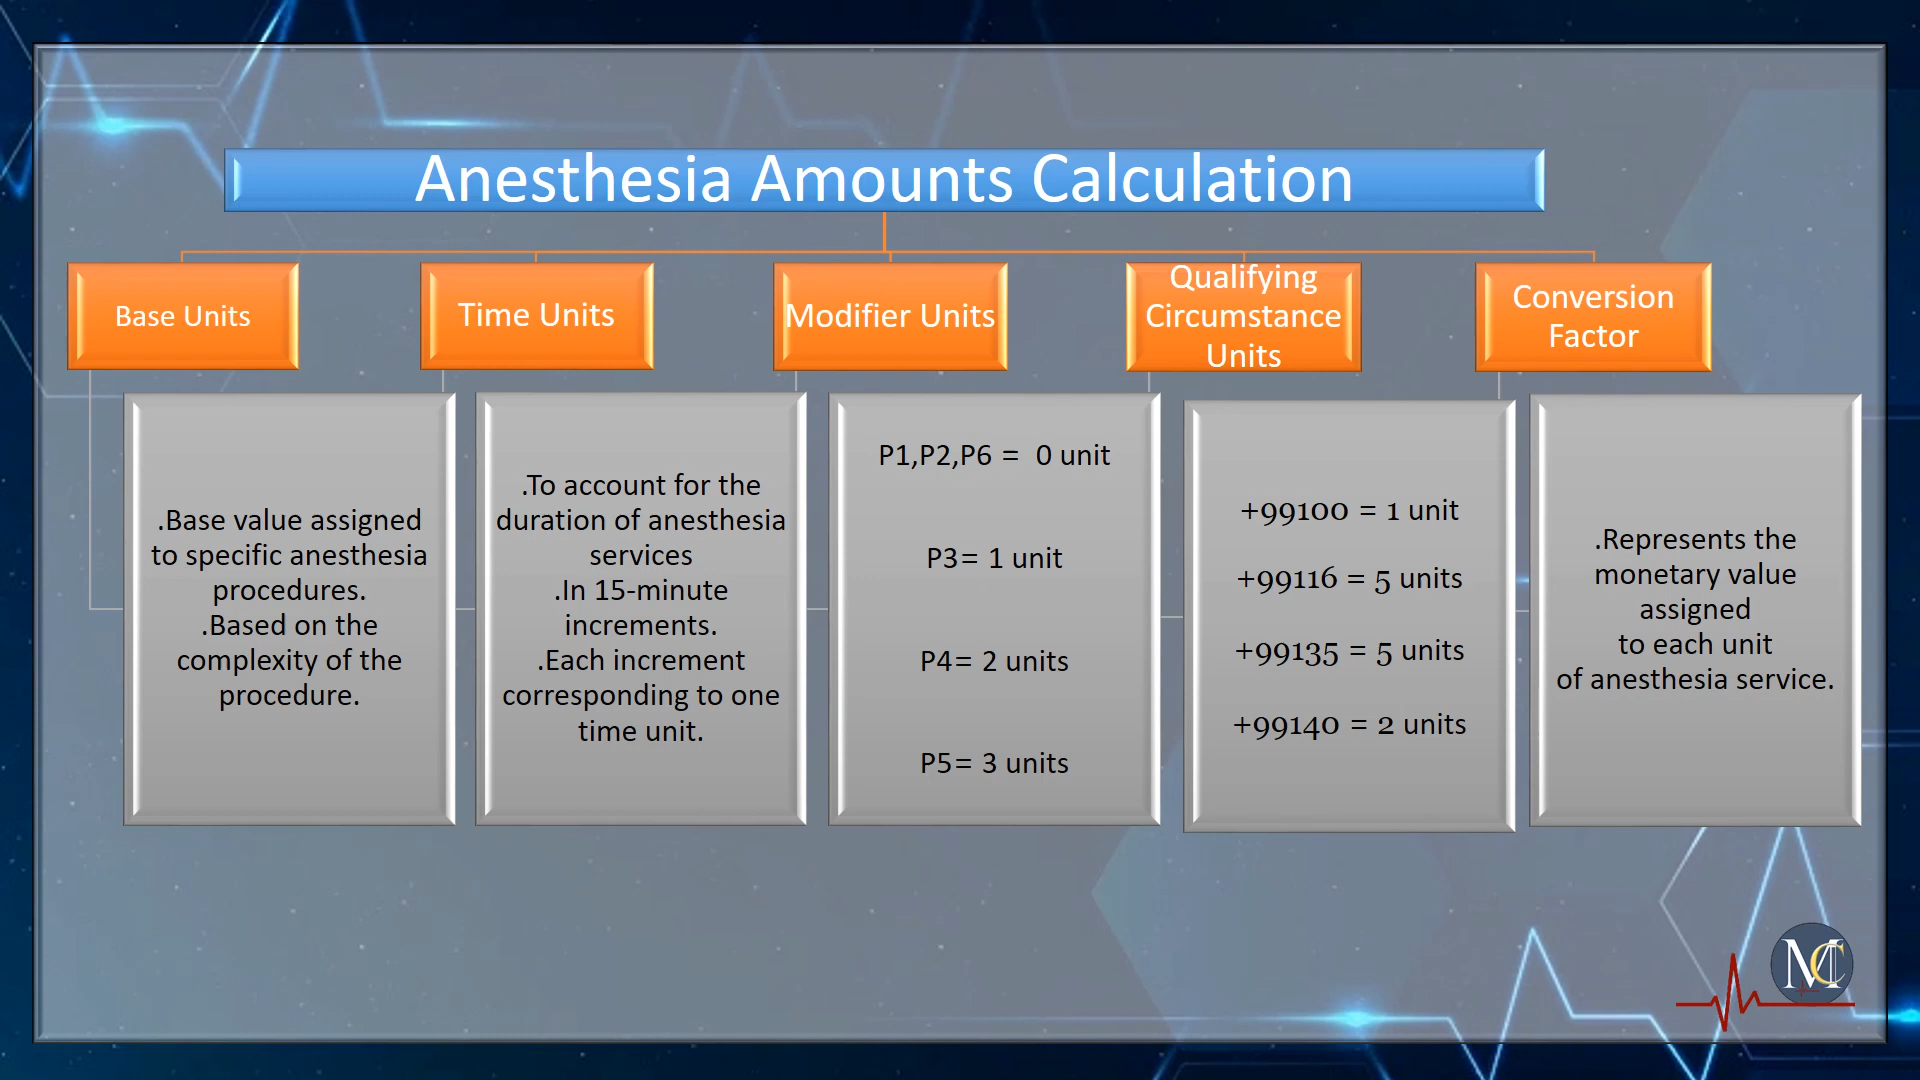 Anesthesia Amounts Calculation
Base Units
Time Units
Modifier Units
Qualifying
Circumstance
Units
Conversion
Factor
.Base value assigned
to specific anesthesia
procedures.
.Based on the
complexity of the
procedure.
.To account for the
duration of anesthesia
services
.In 15-minute
increments.
.Each increment
corresponding to one
time unit.
P1,P2,P6 =  0 unit
P3= 1 unit
P4= 2 units
P5= 3 units
+99100 = 1 unit
+99116 = 5 units
+99135 = 5 units
+99140 = 2 units
.Represents the
monetary value
assigned
to each unit
of anesthesia service.
MC